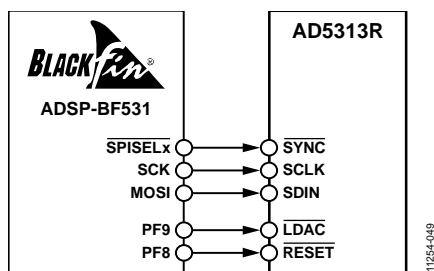 AD5313R
BLACKfin®
ADSP-BF531
SPISELx SYNC
SCK SCLK
MOSI SDIN
PF9 LDAC
PF8 RESET
11254-049